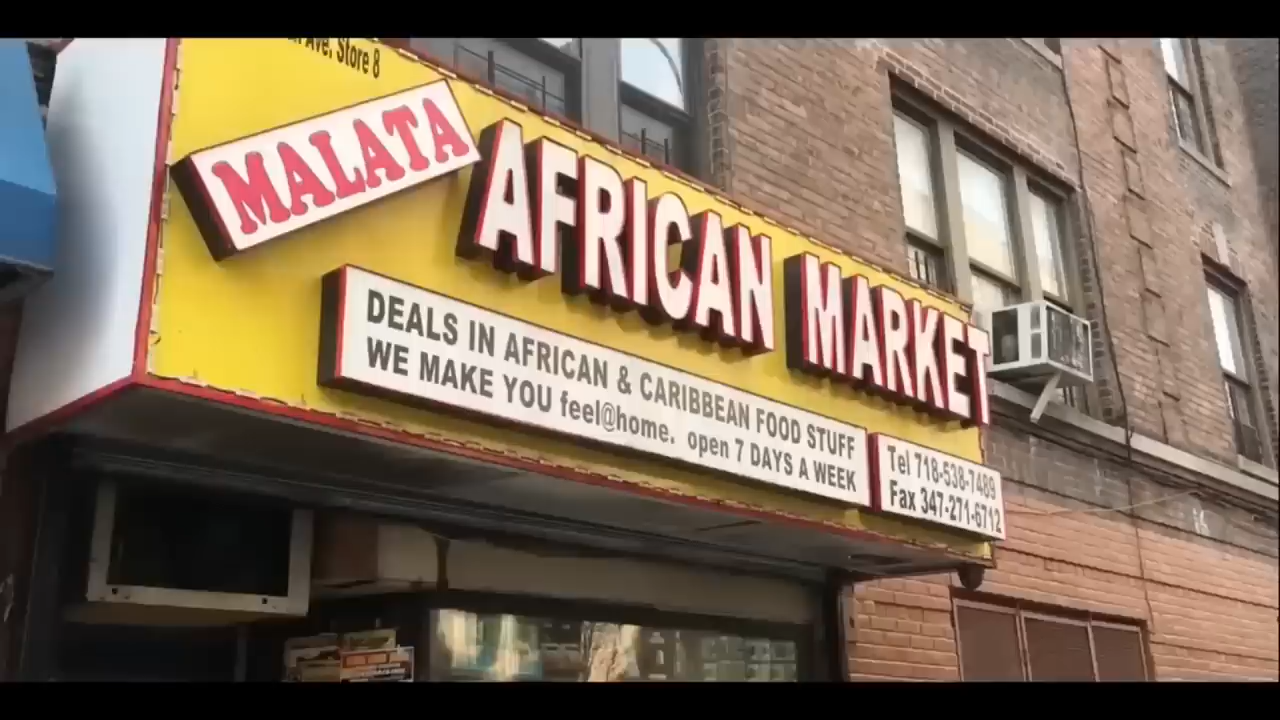 Ave. Store 8
MALATA
AFRICAN MARKET
DEALS IN AFRICAN & CARIBBEAN FOOD STUFF
WE MAKE YOU feel@home. open 7 DAYS A WEEK
Tel 718-538-7489
Fax 347-271-6712